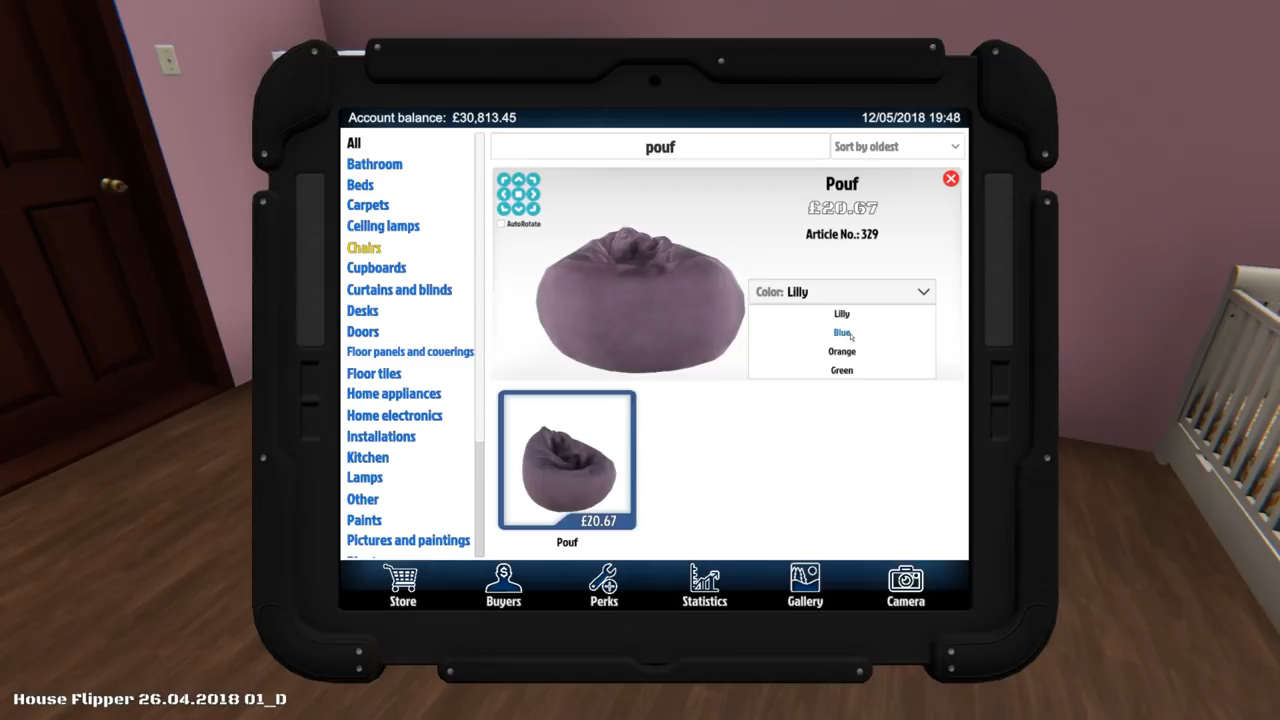 Account balance: £30,813.45
12/05/2018 19:48
All
Bathroom
Beds
Carpets
Ceiling lamps
Chairs
Cupboards
Curtains and blinds
Desks
Doors
Floor panels and coverings
Floor tiles
Home appliances
Home electronics
Installations
Kitchen
Lamps
Other
Paints
Pictures and paintings
pouf
Sort by oldest
AutoRotate
Pouf
£20.67
Article No.: 329
Color: Lilly
Lilly
Blue
Orange
Green
£20.67
Pouf
Store
Buyers
Perks
Statistics
Gallery
Camera
House Flipper 26.04.2018 01_D